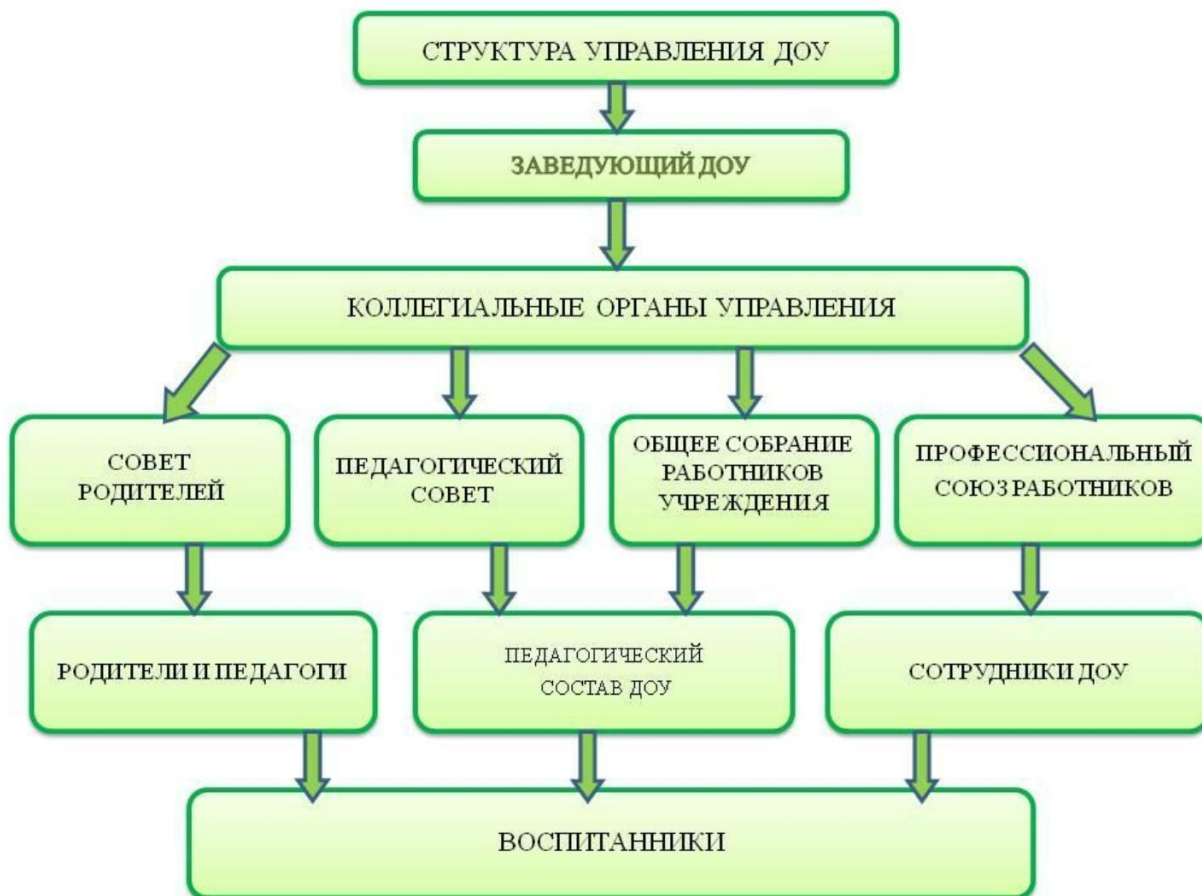 СТРУКТУРА УПРАВЛЕНИЯ ДОУ
ЗАВЕДУЮЩИЙ ДОУ
КОЛЛЕГИАЛЬНЫЕ ОРГАНЫ УПРАВЛЕНИЯ
СОВЕТ
РОДИТЕЛЕЙ
ПЕДАГОГИЧЕСКИЙ
СОВЕТ
ОБЩЕЕ СОБРАНИЕ
РАБОТНИКОВ
УЧРЕЖДЕНИЯ
ПРОФЕССИОНАЛЬНЫЙ
СОЮЗ РАБОТНИКОВ
РОДИТЕЛИ И ПЕДАГОГИ
ПЕДАГОГИЧЕСКИЙ
СОСТАВ ДОУ
СОТРУДНИКИ ДОУ
ВОСПИТАННИКИ